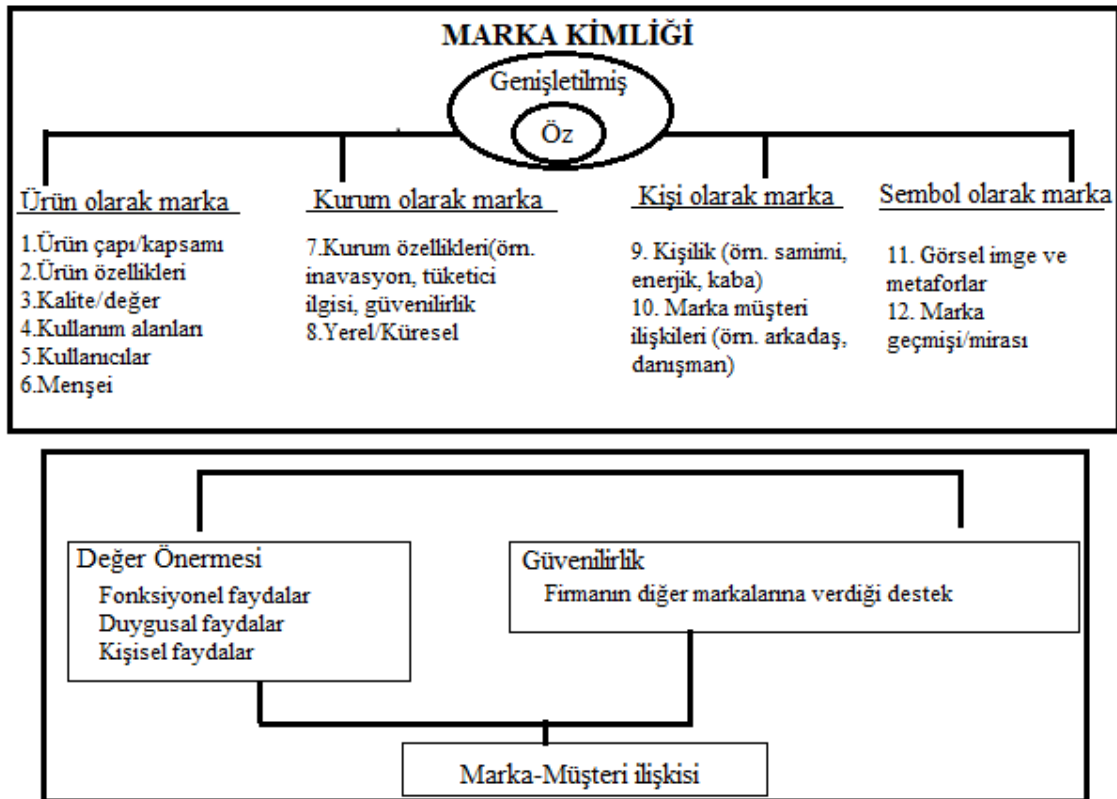 MARKA KİMLİĞİ
Genişletilmiş
Öz
Ürün olarak marka
1.Ürün çapı/kapsamı
2.Ürün özellikleri
3.Kalite/değer
4.Kullanım alanları
5.Kullanıcılar
6.Menşei
Kurum olarak marka
7.Kurum özellikleri(örn.
inavasyon, tüketici
ilgisi, güvenilirlik
8.Yerel/Küresel
Kişi olarak marka
9. Kişilik (örn. samimi,
enerjik, kaba)
10. Marka müşteri
ilişkileri (örn. arkadaş,
danışman)
Sembol olarak marka
11. Görsel imge ve
metaforlar
12. Marka
geçmişi/mirası
Değer Önermesi
Fonksiyonel faydalar
Duygusal faydalar
Kişisel faydalar
Güvenilirlik
Firmanın diğer markalarına verdiği destek
Marka-Müşteri ilişkisi